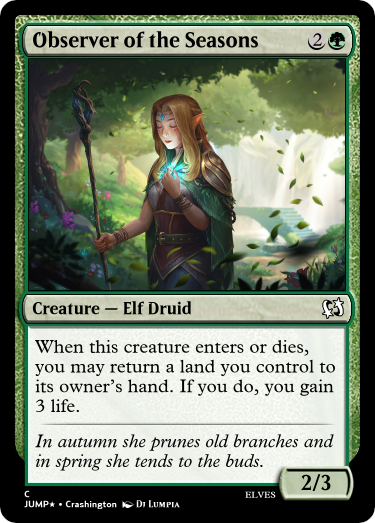 Observer of the Seasons 2
Creature — Elf Druid
When this creature enters or dies,
you may return a land you control to
its owner's hand. If you do, you gain
3 life.
In autumn she prunes old branches and
in spring she tends to the buds.
2/3
C
JUMP★ • Crashington Di Lumpia
ELVES